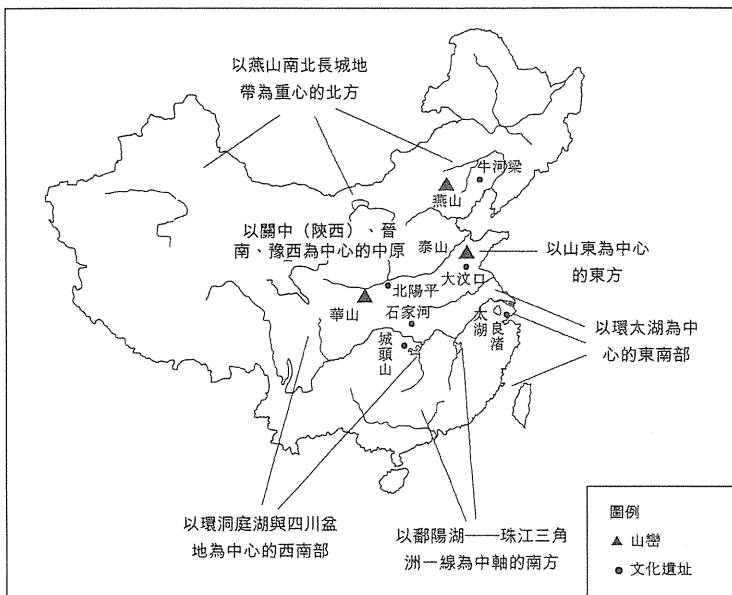 以燕山南北長城地
帶為重心的北方
牛河梁
燕山
以關中（陝西）、晉
南、豫西為中心的中原
泰山
大汶口
以山東為中心
的東方
北陽平
華山
石家河
城頭山
太湖
良渚
以環太湖為中
心的東南部
以環洞庭湖與四川盆
地為中心的西南部
以鄱陽湖——珠江三角
洲一線為中軸的南方
圖例
山巒
文化遺址